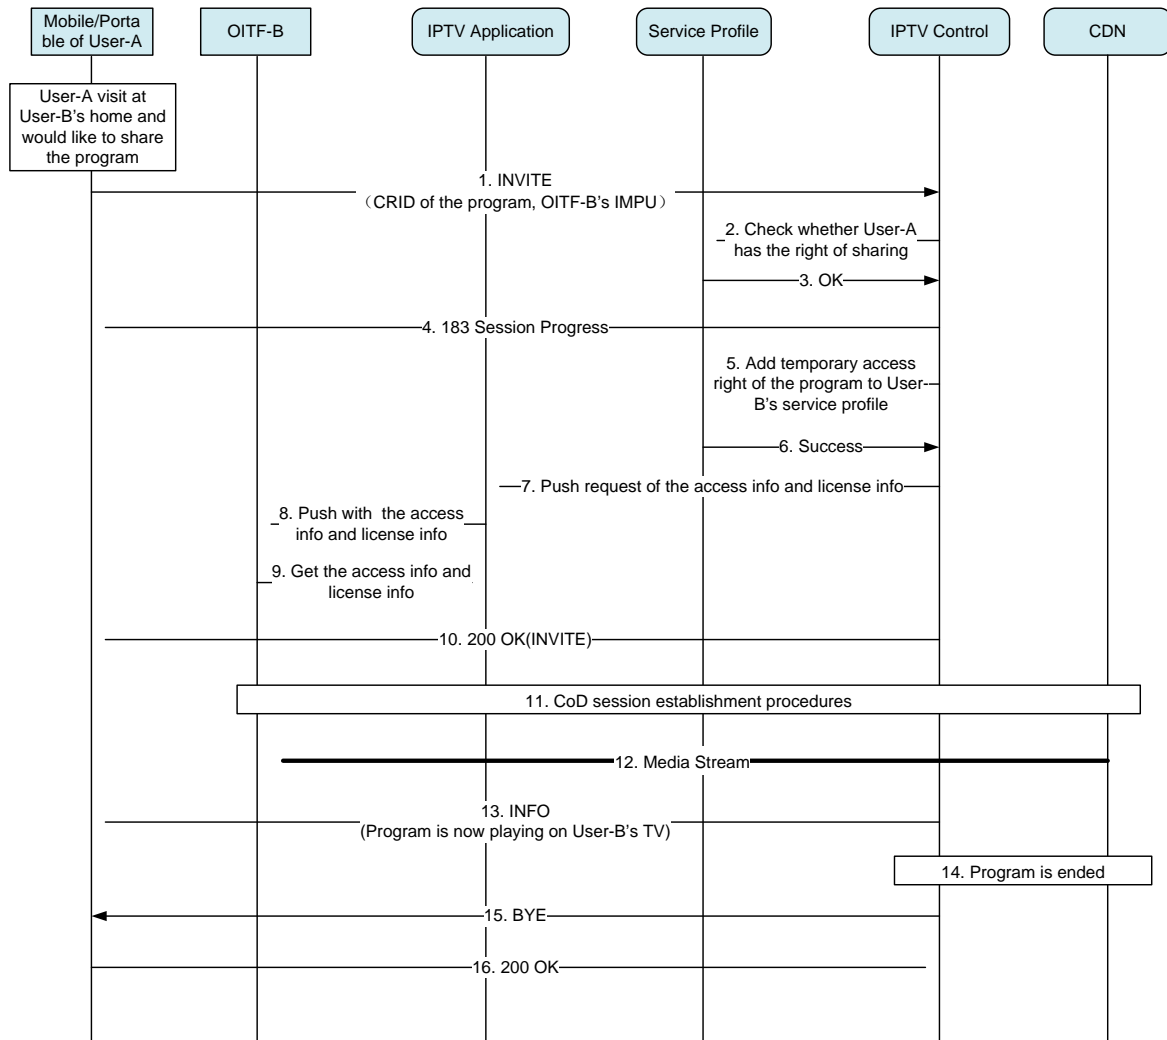 Mobile/Porta
ble of User-A
OITF-B
IPTV Application
Service Profile
IPTV Control
CDN
User-A visit at
User-B's home and
would like to share
the program
1. INVITE
（CRID of the program, OITF-B's IMPU）
2. Check whether User-A
has the right of sharing
3. OK
4. 183 Session Progress
5. Add temporary access
right of the program to User-
B's service profile
6. Success
7. Push request of the access info and license info
8. Push with the access
info and license info
9. Get the access info and
license info
10. 200 OK(INVITE)
11. CoD session establishment procedures
12. Media Stream
13. INFO
(Program is now playing on User-B's TV)
14. Program is ended
15. BYE
16. 200 OK